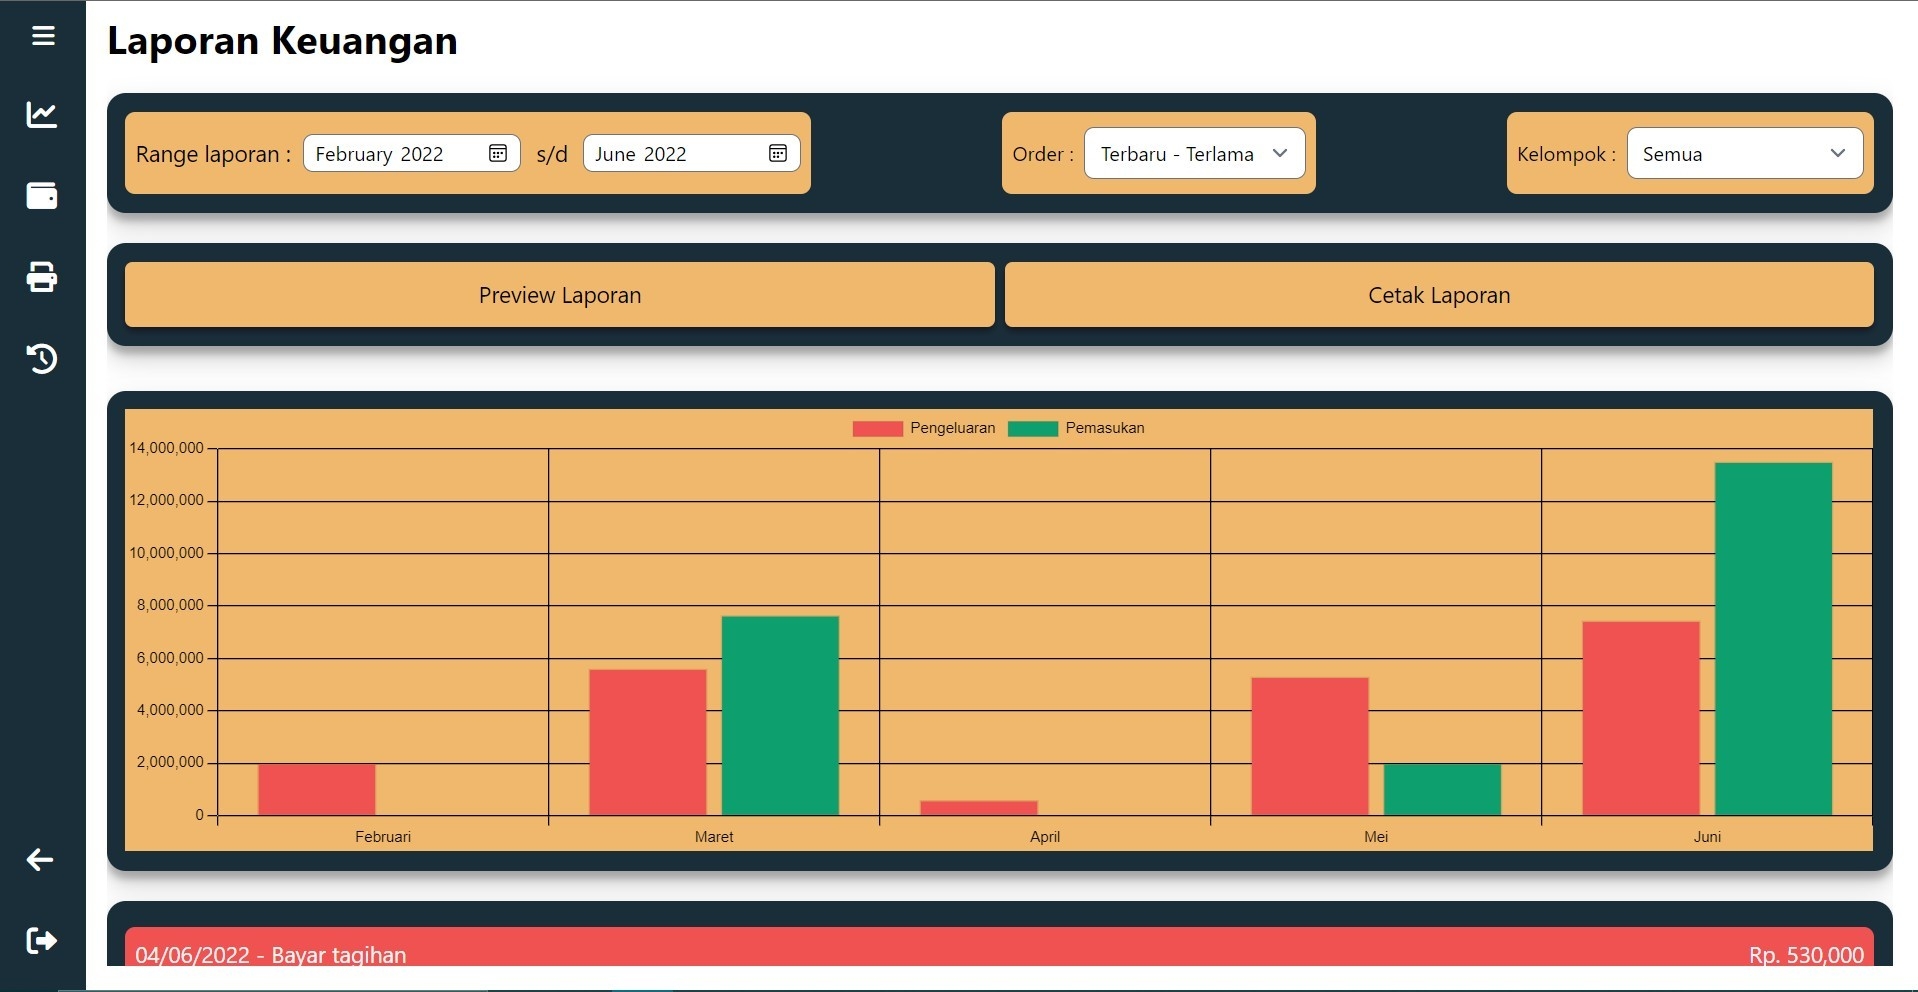 Laporan Keuangan
Range laporan : February 2022 s/d June 2022 Order : Terbaru - Terlama Kelompok : Semua
Preview Laporan Cetak Laporan
Pengeluaran Pemasukan
14,000,000
12,000,000
10,000,000
8,000,000
6,000,000
4,000,000
2,000,000
0
Februari Maret April Mei Juni
04/06/2022 - Bayar tagihan Rp. 530,000